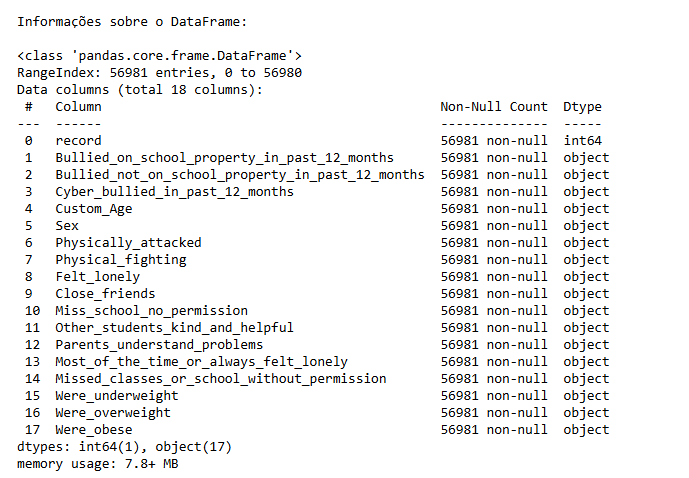 Informações sobre o DataFrame:
<class 'pandas.core.frame.DataFrame'>
RangeIndex: 56981 entries, 0 to 56980
Data columns (total 18 columns):
 #   Column                                            Non-Null Count  Dtype
---  ------                                            --------------  -----
 0   record                                            56981 non-null  int64
 1   Bullied_on_school_property_in_past_12_months      56981 non-null  object
 2   Bullied_not_on_school_property_in_past_12_months  56981 non-null  object
 3   Cyber_bullied_in_past_12_months                   56981 non-null  object
 4   Custom_Age                                        56981 non-null  object
 5   Sex                                               56981 non-null  object
 6   Physically_attacked                               56981 non-null  object
 7   Physical_fighting                                 56981 non-null  object
 8   Felt_lonely                                       56981 non-null  object
 9   Close_friends                                     56981 non-null  object
 10  Miss_school_no_permission                         56981 non-null  object
 11  Other_students_kind_and_helpful                   56981 non-null  object
 12  Parents_understand_problems                       56981 non-null  object
 13  Most_of_the_time_or_always_felt_lonely            56981 non-null  object
 14  Missed_classes_or_school_without_permission       56981 non-null  object
 15  Were_underweight                                  56981 non-null  object
 16  Were_overweight                                   56981 non-null  object
 17  Were_obese                                        56981 non-null  object
dtypes: int64(1), object(17)
memory usage: 7.8+ MB